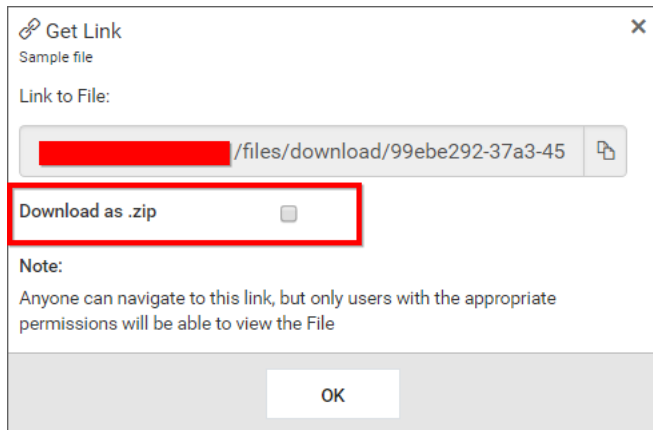 Get Link
Sample file
Link to File:
/files/download/99ebe292-37a3-45
Download as .zip
Note:
Anyone can navigate to this link, but only users with the appropriate
permissions will be able to view the File
OK